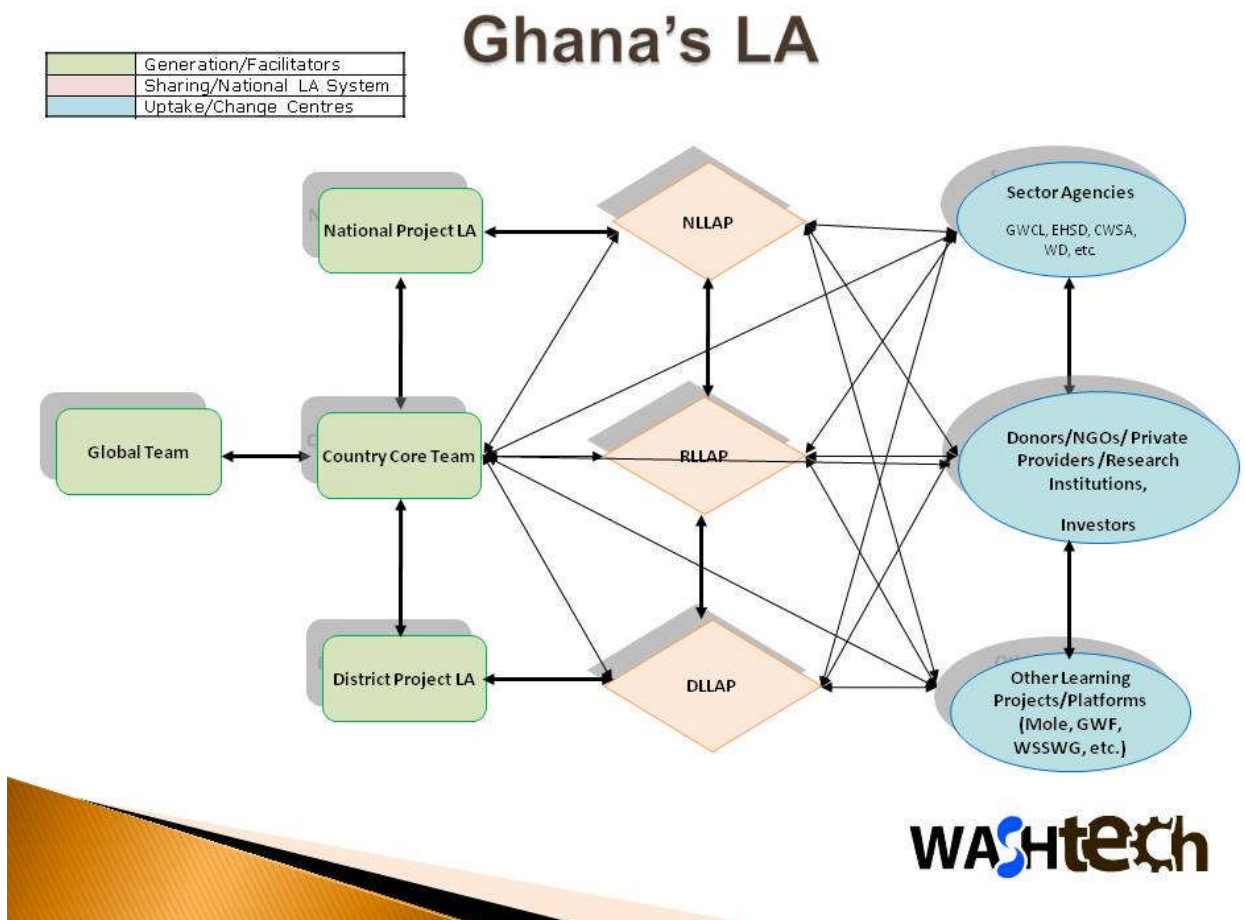 Ghana's LA
Generation/Facilitators
Sharing/National LA System
Uptake/Change Centres
National Project LA
NLLAP
Sector Agencies
GWCL, EHSD, CWSA,
WD, etc.
Global Team
Country Core Team
RLLAP
Donors/NGOs/ Private
Providers /Research
Institutions,
Investors
District Project LA
DLLAP
Other Learning
Projects/Platforms
(Mole, GWF,
WSSWG, etc.)
WASHtech